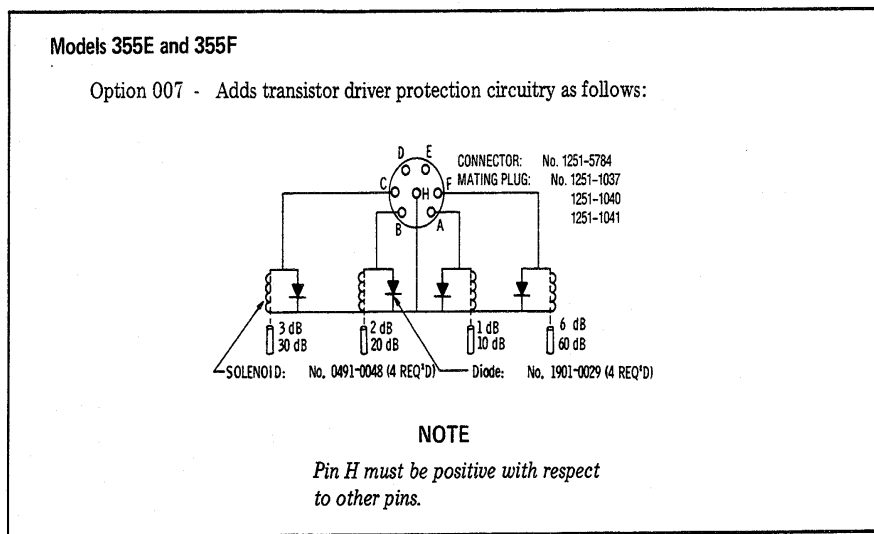 Models 355E and 355F
Option 007 - Adds transistor driver protection circuitry as follows:
D E
C H F
B A
CONNECTOR: No. 1251-5784
MATING PLUG: No. 1251-1037
1251-1040
1251-1041
3 dB
30 dB
2 dB
20 dB
1 dB
10 dB
6 dB
60 dB
SOLENOID: No. 0491-0048 (4 REQ'D)
Diode: No. 1901-0029 (4 REQ'D)
NOTE
Pin H must be positive with respect
to other pins.